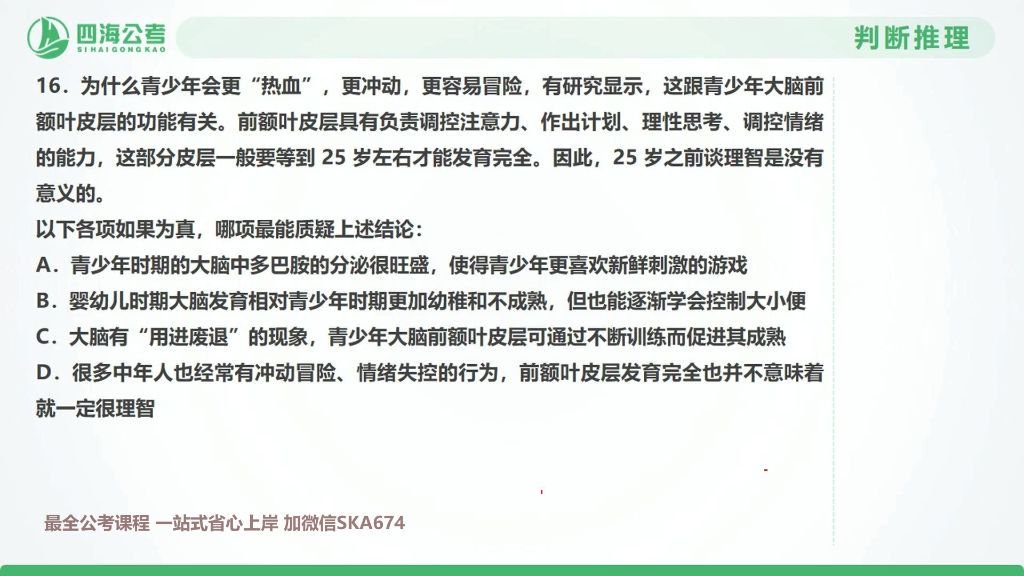 四海公考
SIHAIGONGKAO
判断推理
16. 为什么青少年会更“热血”，更冲动，更容易冒险，有研究显示，这跟青少年大脑前
额叶皮层的功能有关。前额叶皮层具有负责调控注意力、作出计划、理性思考、调控情绪
的能力，这部分皮层一般要等到 25 岁左右才能发育完全。因此，25 岁之前谈理智是没有
意义的。
以下各项如果为真，哪项最能质疑上述结论：
A. 青少年时期的大脑中多巴胺的分泌很旺盛，使得青少年更喜欢新鲜刺激的游戏
B. 婴幼儿时期大脑发育相对青少年时期更加幼稚和不成熟，但也能逐渐学会控制大小便
C. 大脑有“用进废退”的现象，青少年大脑前额叶皮层可通过不断训练而促进其成熟
D. 很多中年人也经常有冲动冒险、情绪失控的行为，前额叶皮层发育完全也并不意味着
就一定很理智
最全公考课程 一站式省心上岸 加微信SKA674